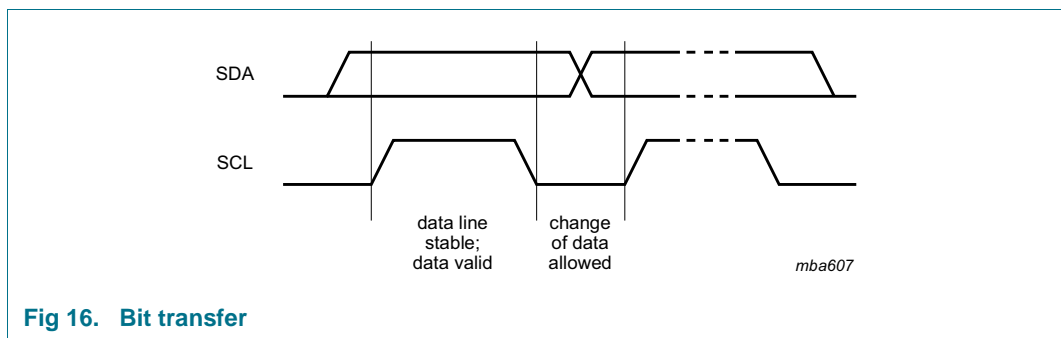 SDA
SCL
data line
stable;
data valid
change
of data
allowed
mba607
Fig 16. Bit transfer